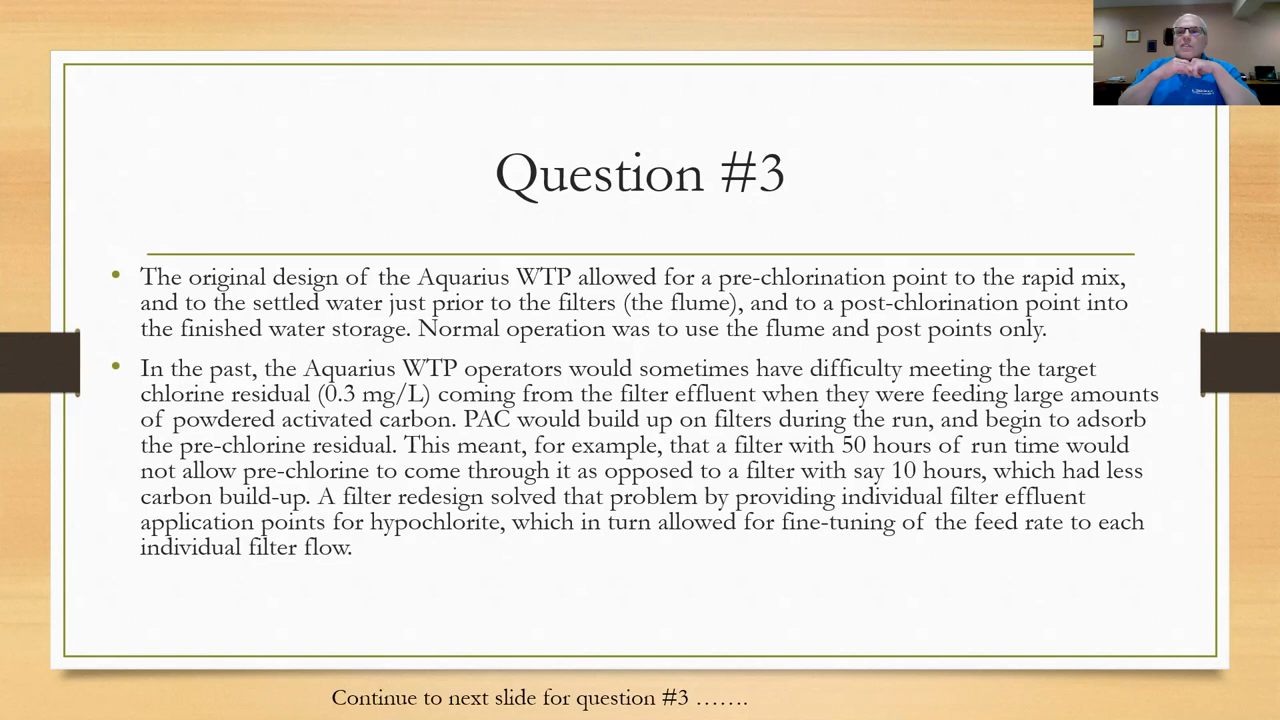 Question #3
• The original design of the Aquarius WTP allowed for a pre-chlorination point to the rapid mix,
and to the settled water just prior to the filters (the flume), and to a post-chlorination point into
the finished water storage. Normal operation was to use the flume and post points only.
• In the past, the Aquarius WTP operators would sometimes have difficulty meeting the target
chlorine residual (0.3 mg/L) coming from the filter effluent when they were feeding large amounts
of powdered activated carbon. PAC would build up on filters during the run, and begin to adsorb
the pre-chlorine residual. This meant, for example, that a filter with 50 hours of run time would
not allow pre-chlorine to come through it as opposed to a filter with say 10 hours, which had less
carbon build-up. A filter redesign solved that problem by providing individual filter effluent
application points for hypochlorite, which in turn allowed for fine-tuning of the feed rate to each
individual filter flow.
Continue to next slide for question #3 …….